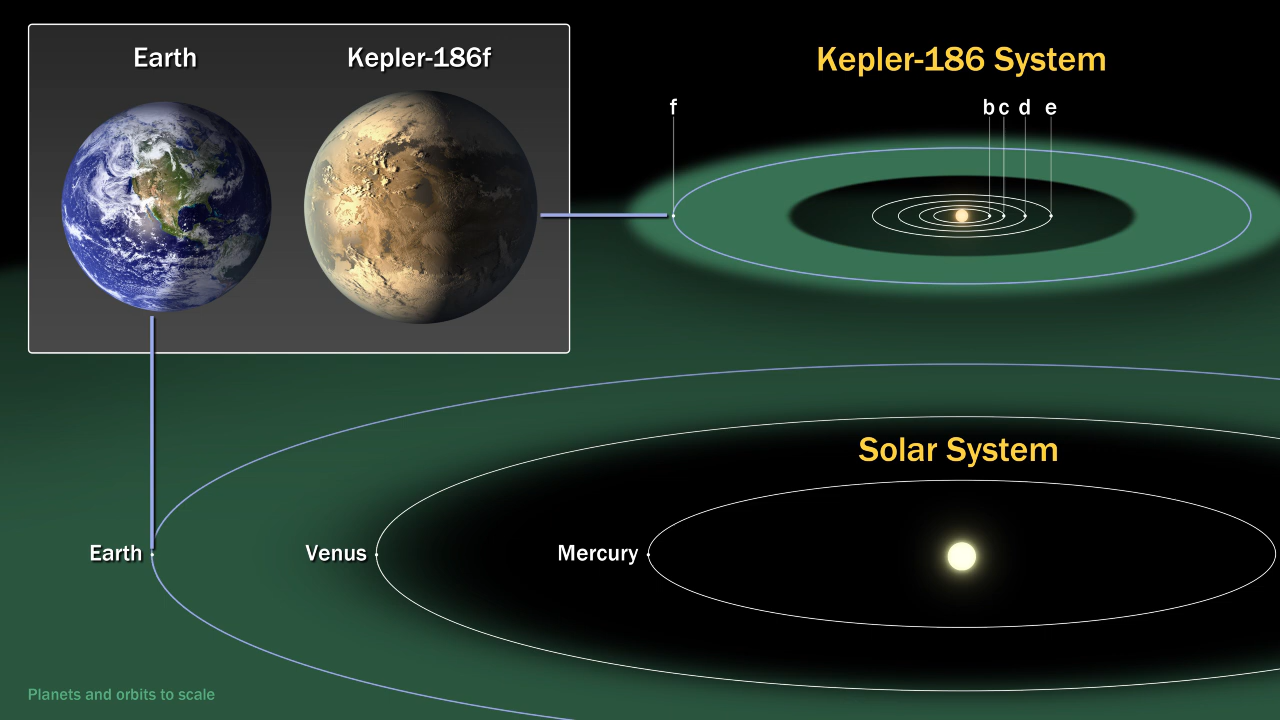 Earth
Kepler-186f
Kepler-186 System
f
b c d e
Solar System
Earth
Venus
Mercury
Planets and orbits to scale